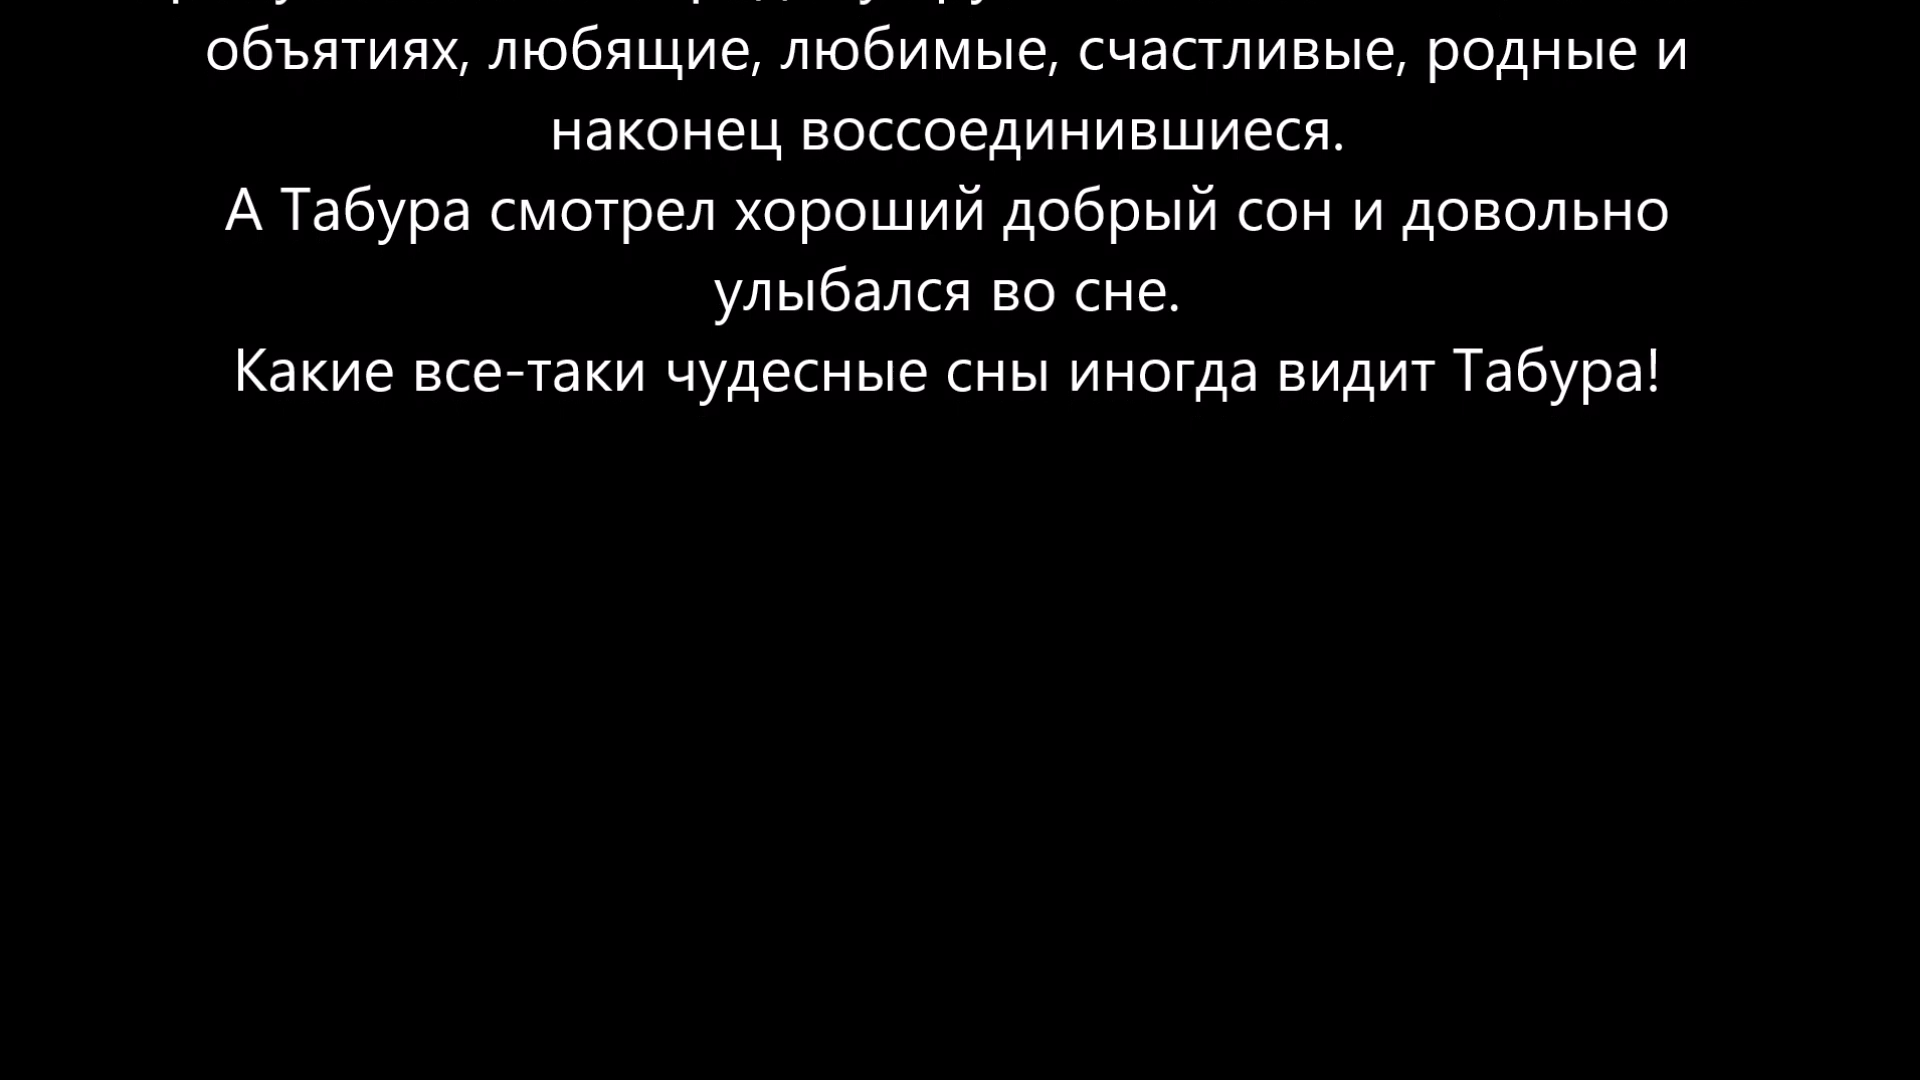 объятиях, любящие, любимые, счастливые, родные и
наконец воссоединившиеся.
А Табура смотрел хороший добрый сон и довольно
улыбался во сне.
Какие все-таки чудесные сны иногда видит Табура!